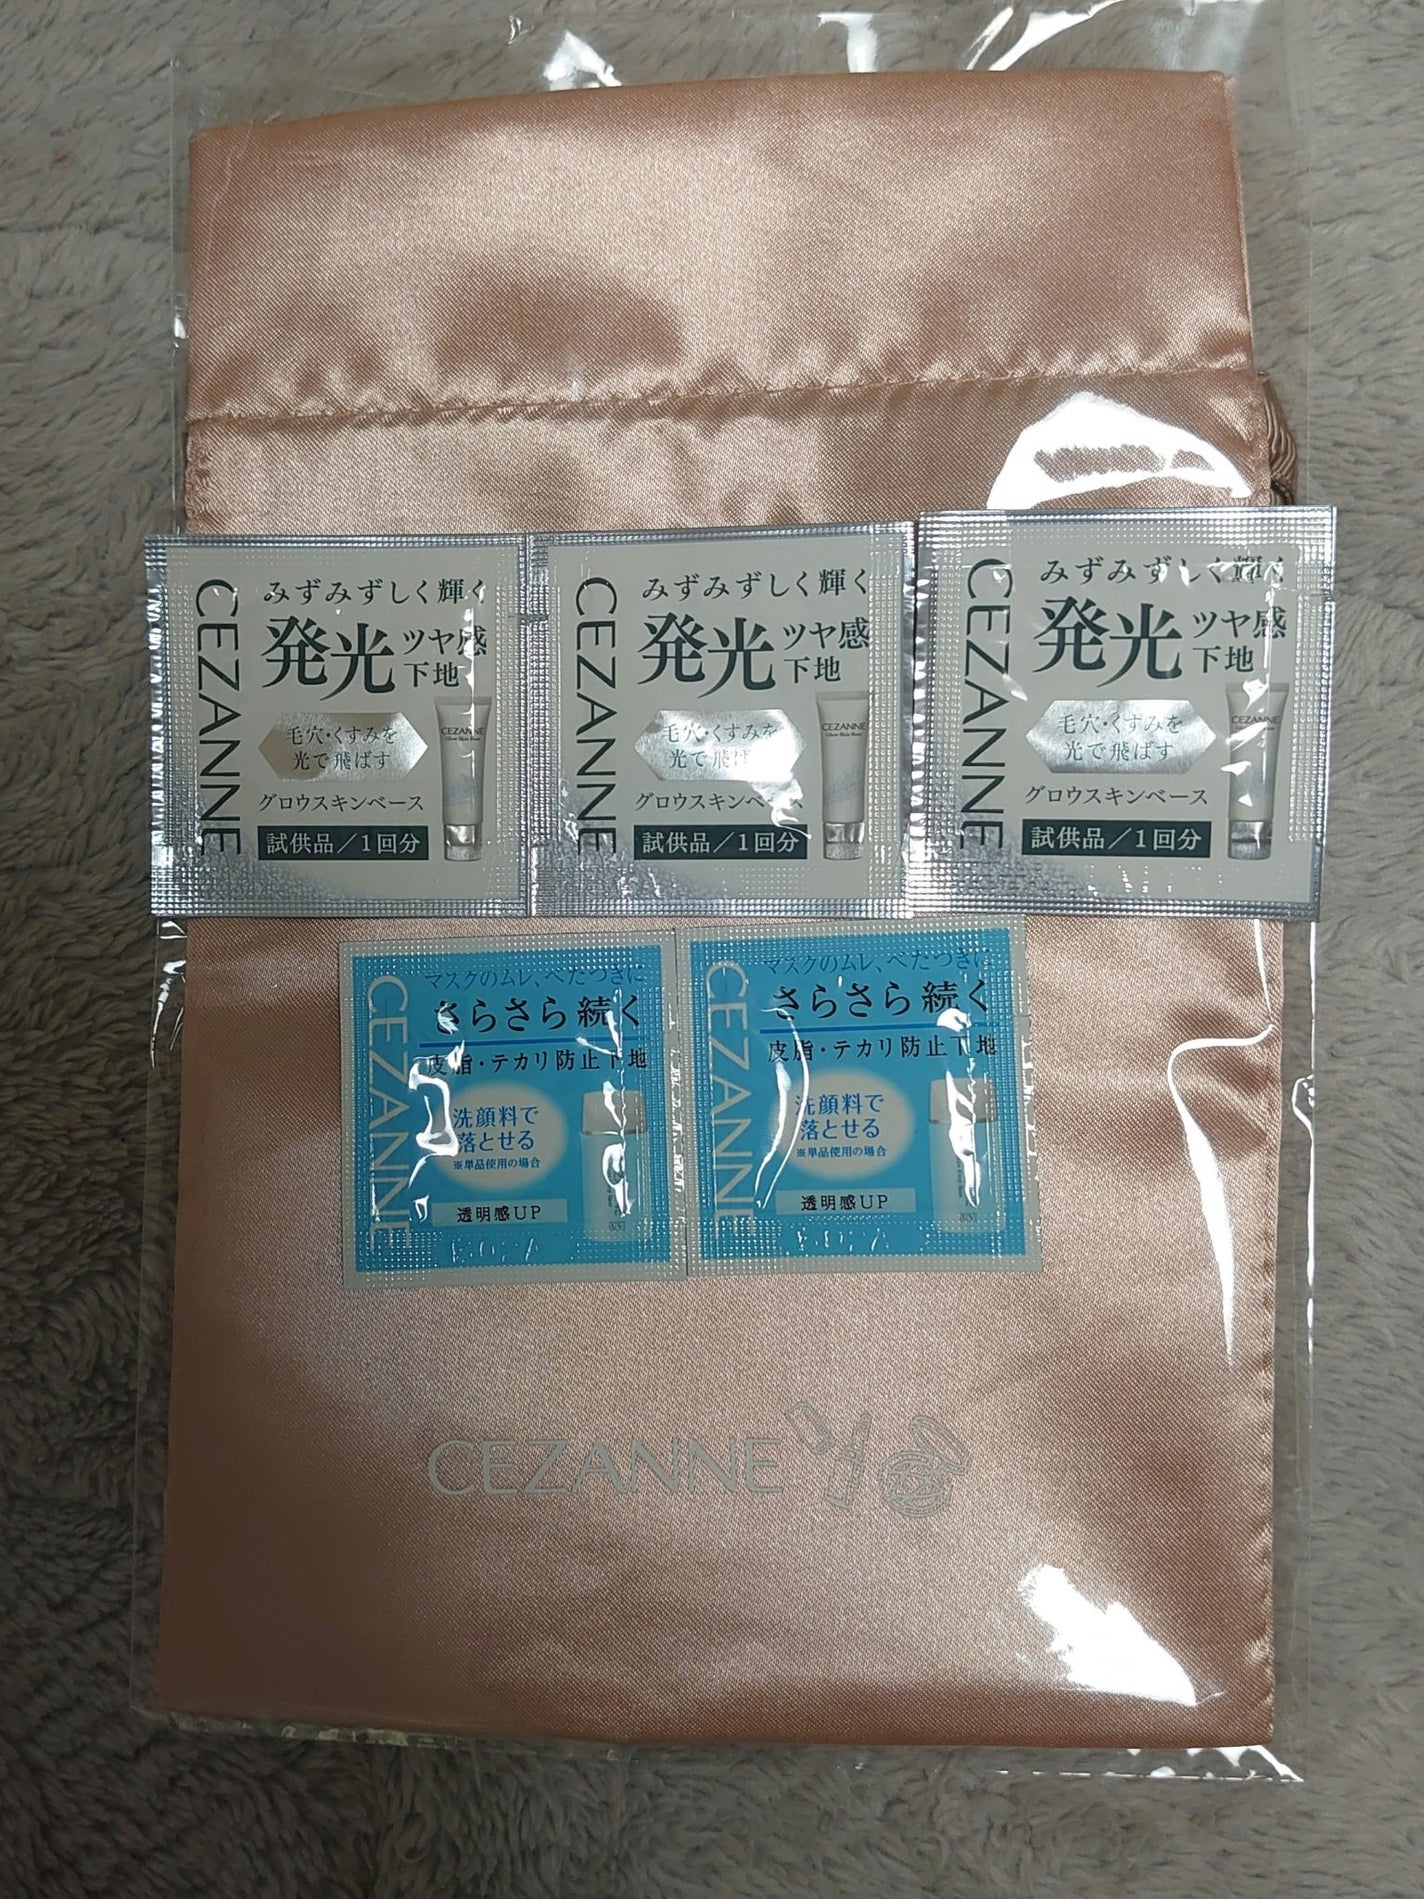 CEZANNE
みずみずしく輝く
発光 ツヤ感
下地
毛穴・くすみを
光で飛ばす
CEZANNE
グロウスキンベース
試供品／1回分
CEZANNE
みずみずしく輝く
発光 ツヤ感
下地
毛穴・くすみを
光で飛ばす
CEZANNE
グロウスキンベース
試供品／1回分
CEZANNE
みずみずしく輝く
発光 ツヤ感
下地
毛穴・くすみを
光で飛ばす
CEZANNE
グロウスキンベース
試供品／1回分
CEZANNE
マスクのムレ、べたつきに
さらさら続く
皮脂・テカリ防止下地
洗顔料で
落とせる
※単品使用の場合
透明感UP
CEZANNE
マスクのムレ、べたつきに
さらさら続く
皮脂・テカリ防止下地
洗顔料で
落とせる
※単品使用の場合
透明感UP
CEZANNE